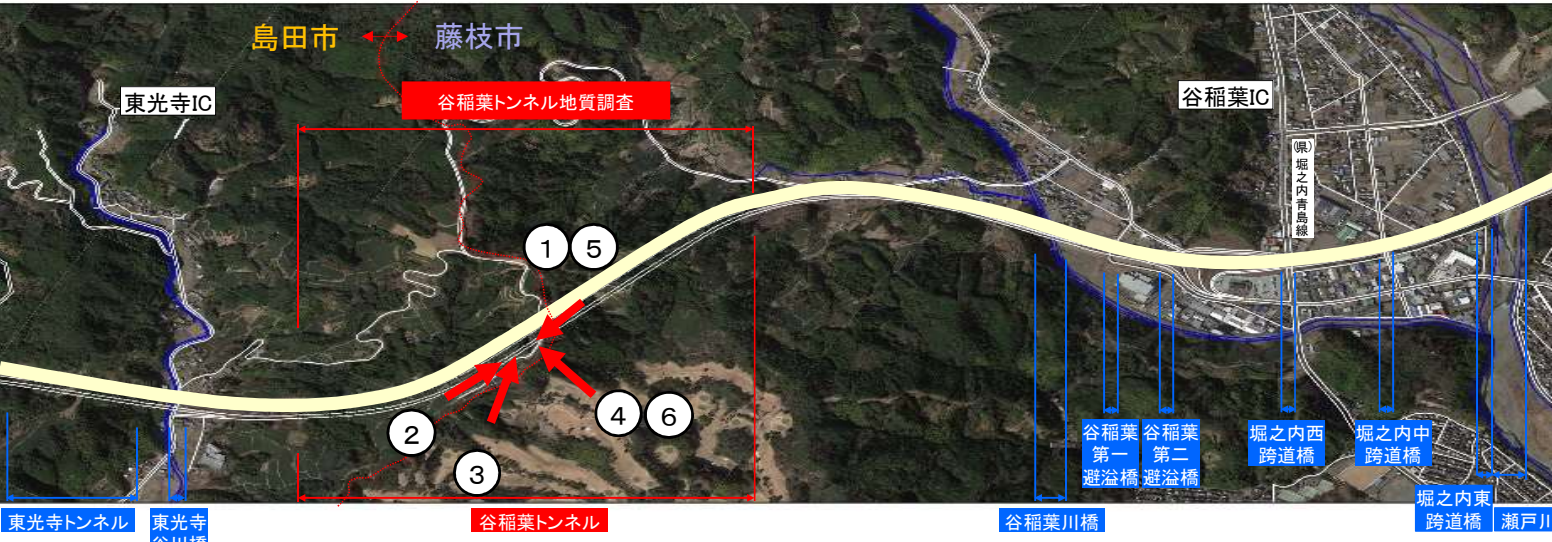 島田市
藤枝市
東光寺IC
谷稲葉トンネル地質調査
谷稲葉IC
(県)堀之内青島線
①⑤
②
③
④⑥
谷稲葉
第一
避溢橋
谷稲葉
第二
避溢橋
堀之内西
跨道橋
堀之内中
跨道橋
堀之内東
跨道橋
瀬戸川
東光寺トンネル
東光寺
谷川橋
谷稲葉トンネル
谷稲葉川橋